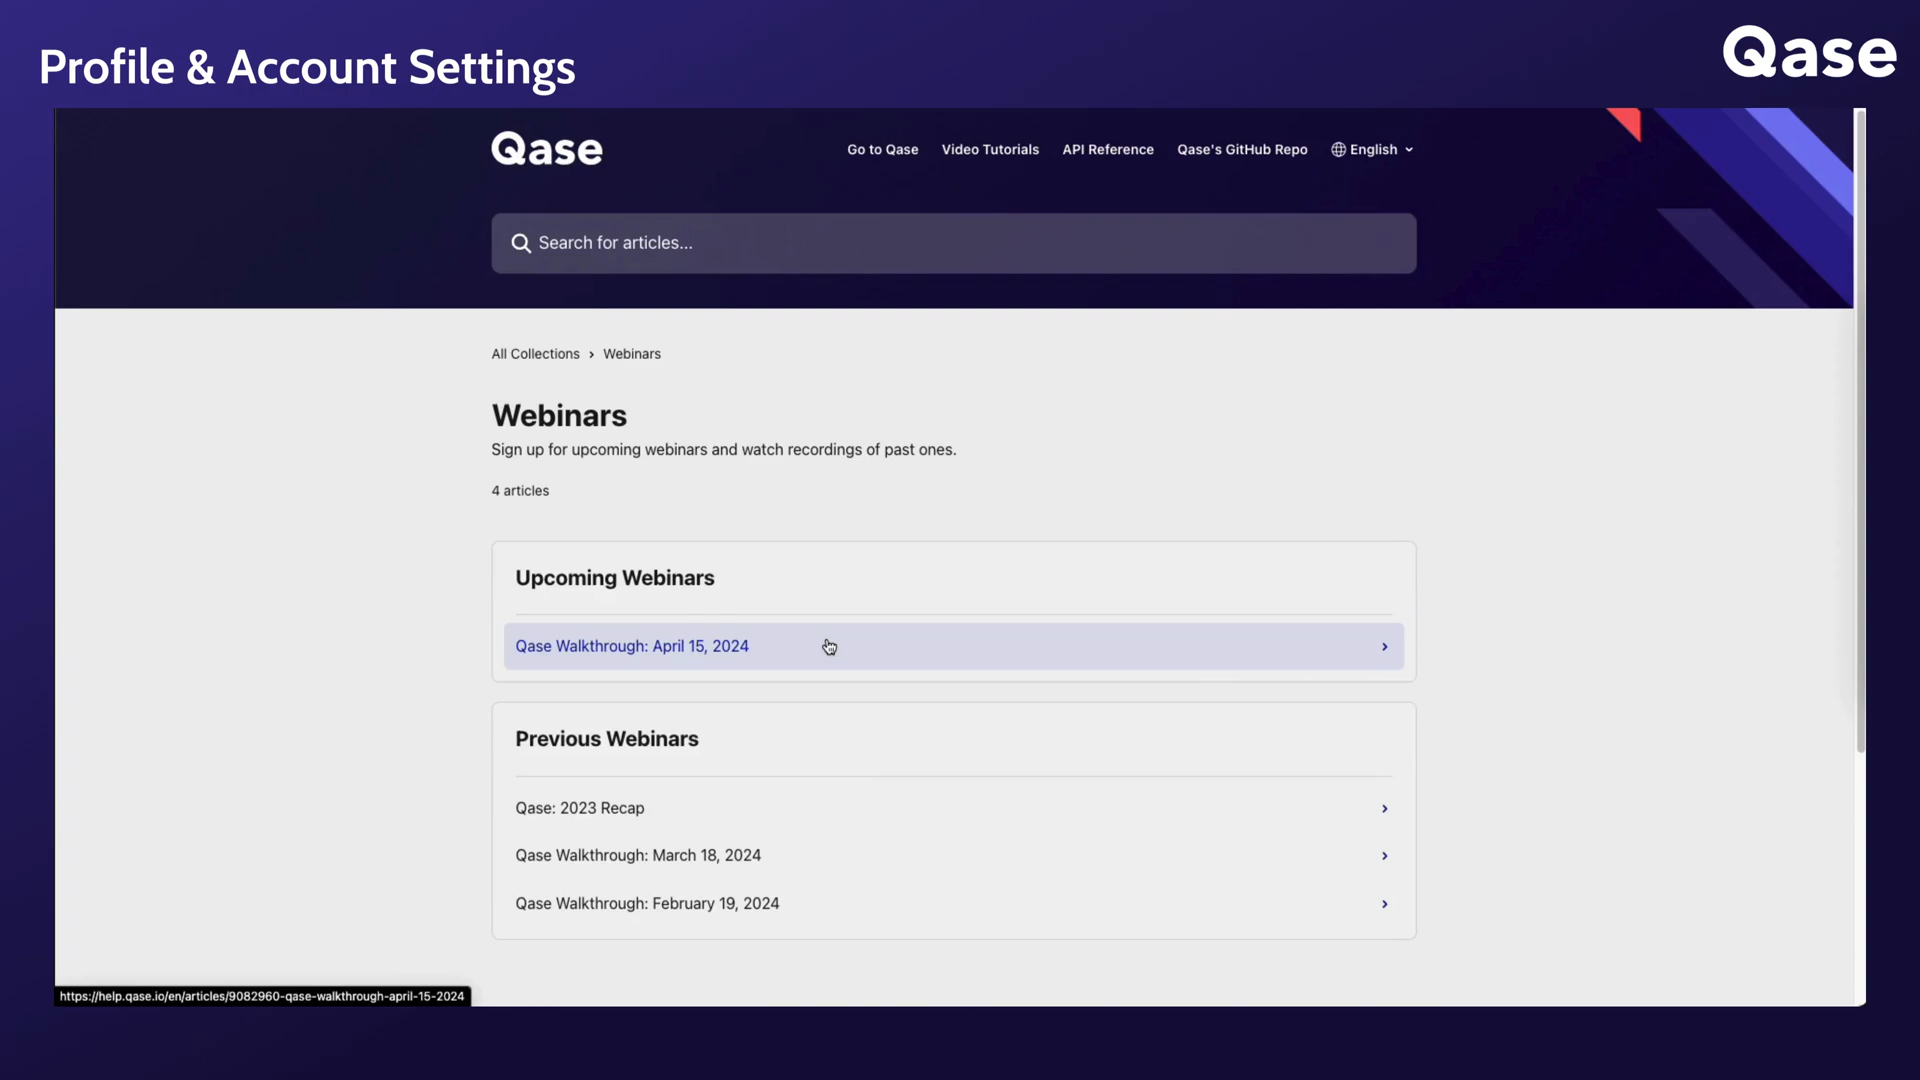 Profile & Account Settings
Qase
Qase
Go to Qase
Video Tutorials
API Reference
Qase's GitHub Repo
English
Search for articles...
All Collections › Webinars
Webinars
Sign up for upcoming webinars and watch recordings of past ones.
4 articles
Upcoming Webinars
Qase Walkthrough: April 15, 2024
Previous Webinars
Qase: 2023 Recap
Qase Walkthrough: March 18, 2024
Qase Walkthrough: February 19, 2024
https://help.qase.io/en/articles/9082960-qase-walkthrough-april-15-2024